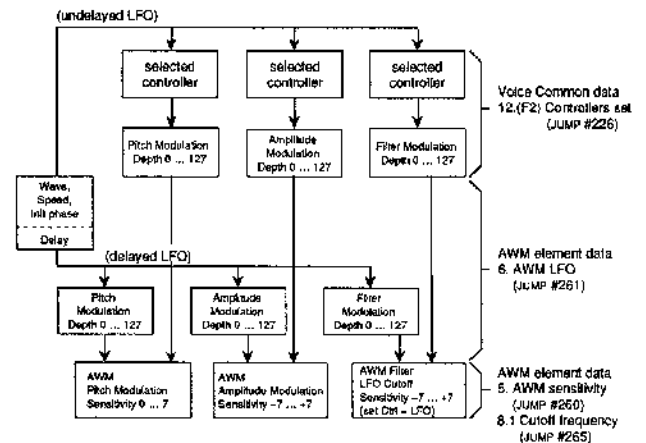 (undelayed LFO)
selected
controller
selected
controller
selected
controller
Voice Common data
12.(F2) Controllers set
(JUMP #226)
Pitch Modulation
Depth 0 ... 127
Amplitude
Modulation
Depth 0 ... 127
Filter Modulation
Depth 0 ... 127
Wave,
Speed,
Init phase
Delay
(delayed LFO)
AWM element data
6. AWM LFO
(JUMP #261)
Pitch
Modulation
Depth 0 ... 127
Amplitude
Modulation
Depth 0 ... 127
Filter
Modulation
Depth 0 ... 127
AWM
Pitch Modulation
Sensitivity 0 ... 7
AWM
Amplitude Modulation
Sensitivity –7 ... +7
AWM Filter
LFO Cutoff
Sensitivity –7 ... +7
(set Ctrl = LFO)
AWM element data
5. AWM sensitivity
(JUMP #260)
8.1 Cutoff frequency
(JUMP #265)